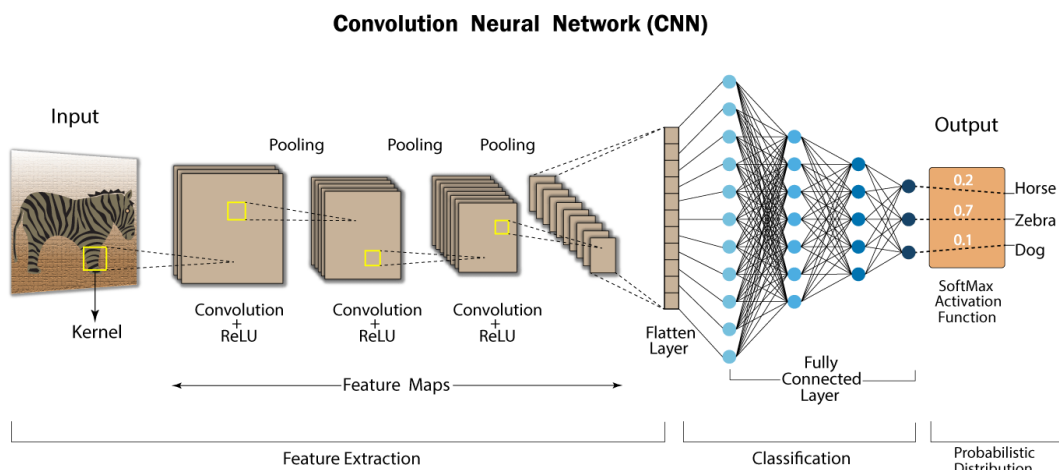 Convolution Neural Network (CNN)
Input
Output
Pooling
Pooling
Pooling
Kernel
Convolution
+
ReLU
Convolution
+
ReLU
Convolution
+
ReLU
Flatten
Layer
0.2
0.7
0.1
Horse
Zebra
Dog
SoftMax
Activation
Function
Feature Maps
Fully
Connected
Layer
Feature Extraction
Classification
Probabilistic
Distribution